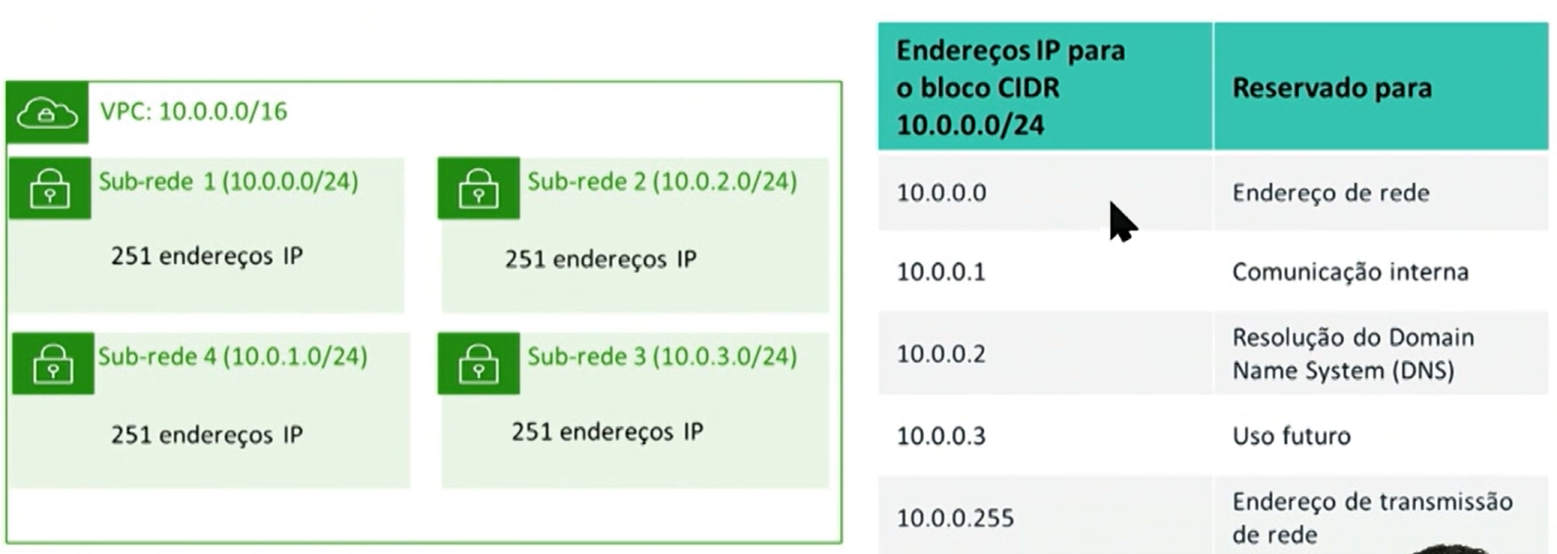 VPC: 10.0.0.0/16
Sub-rede 1 (10.0.0.0/24)
251 endereços IP
Sub-rede 2 (10.0.2.0/24)
251 endereços IP
Sub-rede 4 (10.0.1.0/24)
251 endereços IP
Sub-rede 3 (10.0.3.0/24)
251 endereços IP
Endereços IP para
o bloco CIDR
10.0.0.0/24
Reservado para
10.0.0.0
Endereço de rede
10.0.0.1
Comunicação interna
10.0.0.2
Resolução do Domain
Name System (DNS)
10.0.0.3
Uso futuro
10.0.0.255
Endereço de transmissão
de rede